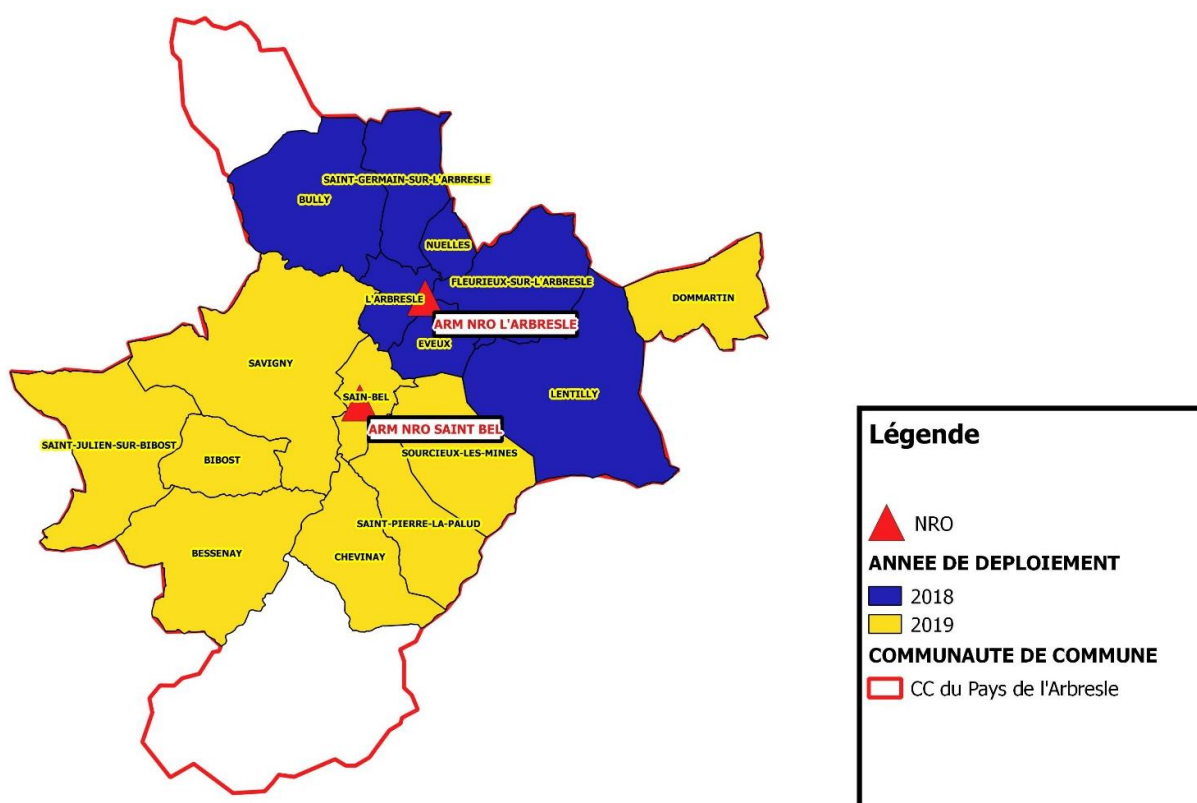 SAINT-GERMAIN-SUR-L'ARBRESLE
BULLY
NUELLES
FLEURIEUX-SUR-L'ARBRESLE
L'ARBRESLE
DOMMARTIN
ARM NRO L'ARBRESLE
EVEUX
SAVIGNY
SAIN-BEL
LENTILLY
ARM NRO SAINT BEL
SAINT-JULIEN-SUR-BIBOST
BIBOST
SOURCIEUX-LES-MINES
SAINT-PIERRE-LA-PALUD
BESSENAY
CHEVINAY
Légende
NRO
ANNEE DE DEPLOIEMENT
2018
2019
COMMUNAUTE DE COMMUNE
CC du Pays de l'Arbresle